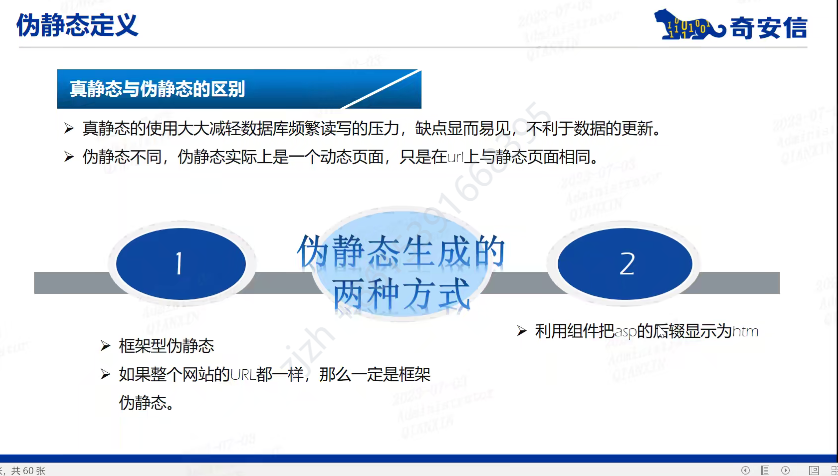 伪静态定义
奇安信
真静态与伪静态的区别
➢ 真静态的使用大大减轻数据库频繁读写的压力，缺点显而易见，不利于数据的更新。
➢ 伪静态不同，伪静态实际上是一个动态页面，只是在url上与静态页面相同。
1
伪静态生成的
两种方式
2
➢ 框架型伪静态
➢ 如果整个网站的URL都一样，那么一定是框架
伪静态。
➢ 利用组件把asp的后辍显示为htm
共 60 张